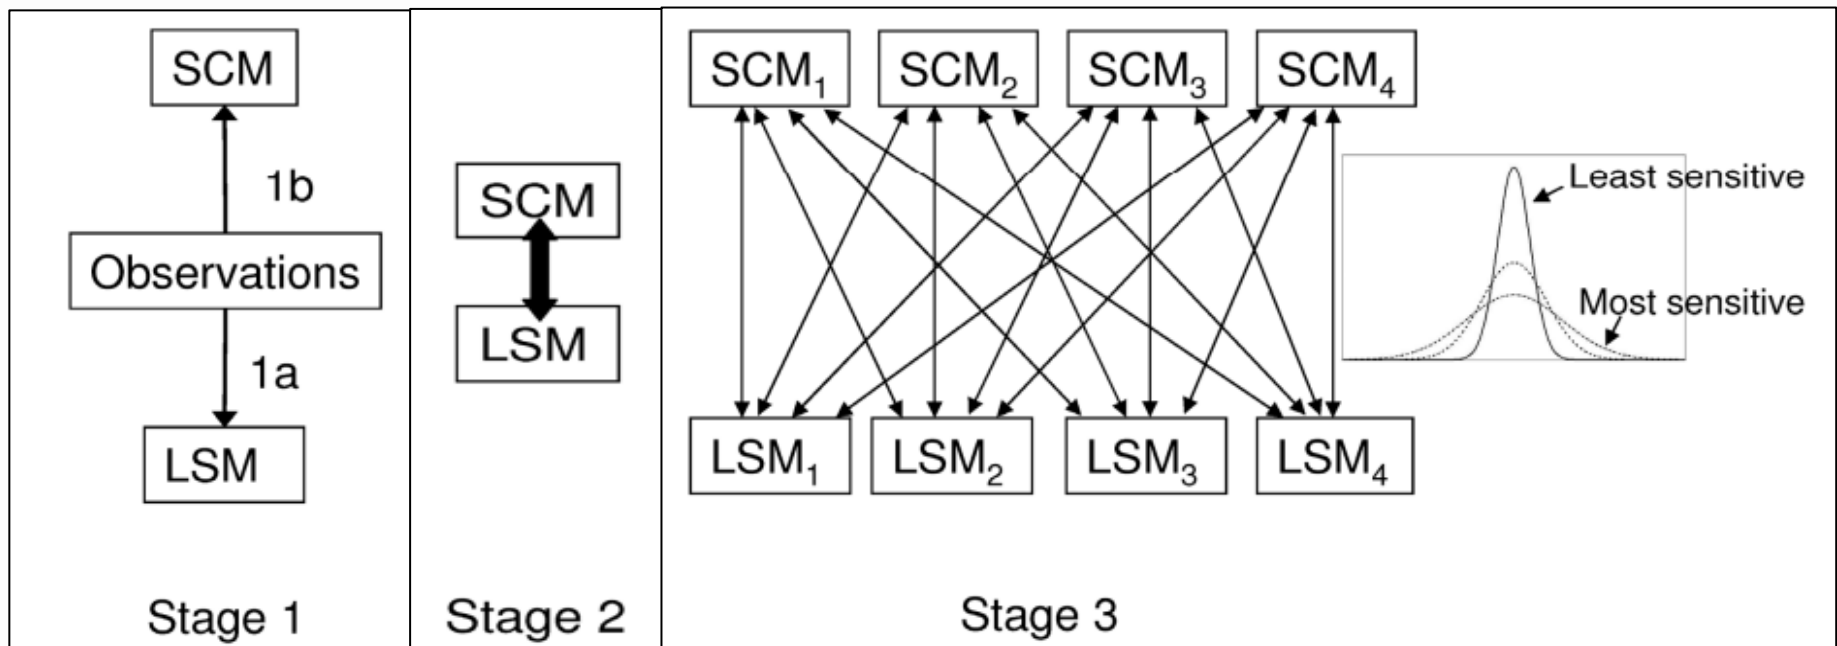 SCM
1b
Observations
1a
LSM
Stage 1
SCM
LSM
Stage 2
SCM₁ SCM₂ SCM₃ SCM₄
Least sensitive
Most sensitive
LSM₁ LSM₂ LSM₃ LSM₄
Stage 3